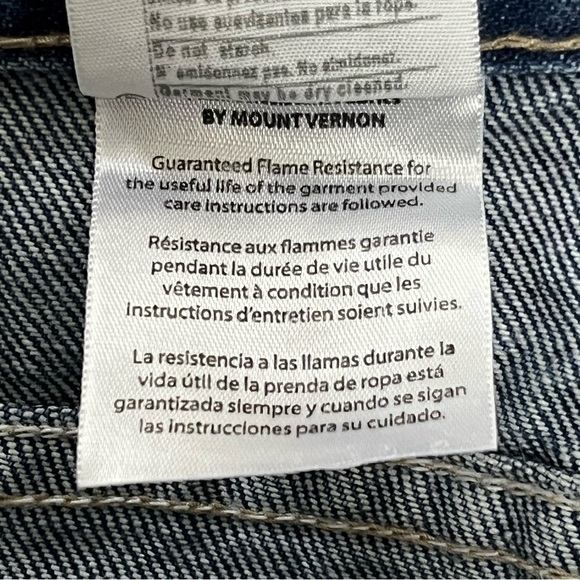 No use suavizantes para la ropa.
Do not starch.
N'amidonnez pas. No almidonar.
Garment may be dry cleaned.
BY MOUNT VERNON
Guaranteed Flame Resistance for
the useful life of the garment provided
care instructions are followed.
Résistance aux flammes garantie
pendant la durée de vie utile du
vêtement à condition que les
instructions d'entretien soient suivies.
La resistencia a las llamas durante la
vida útil de la prenda de ropa está
garantizada siempre y cuando se sigan
las instrucciones para su cuidado.